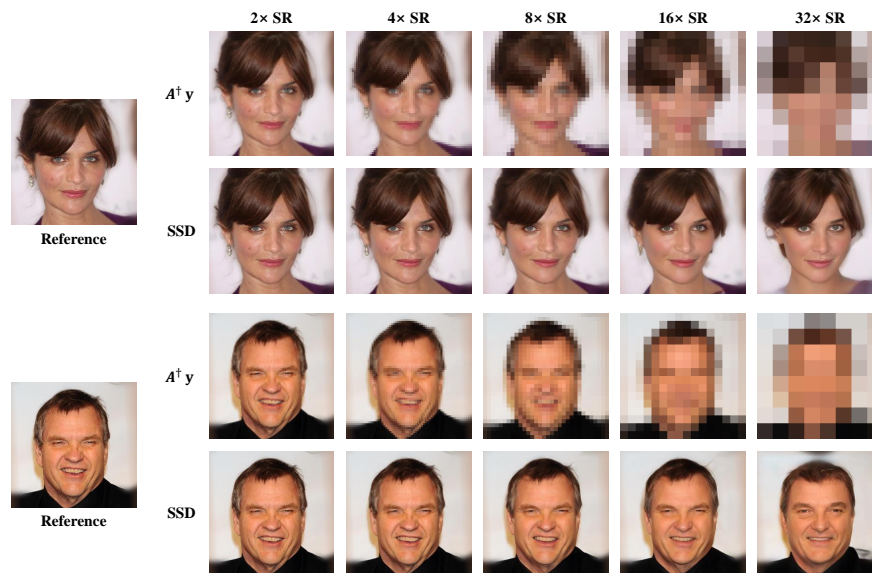 2× SR 4× SR 8× SR 16× SR 32× SR
A† y
Reference
SSD
A† y
Reference
SSD